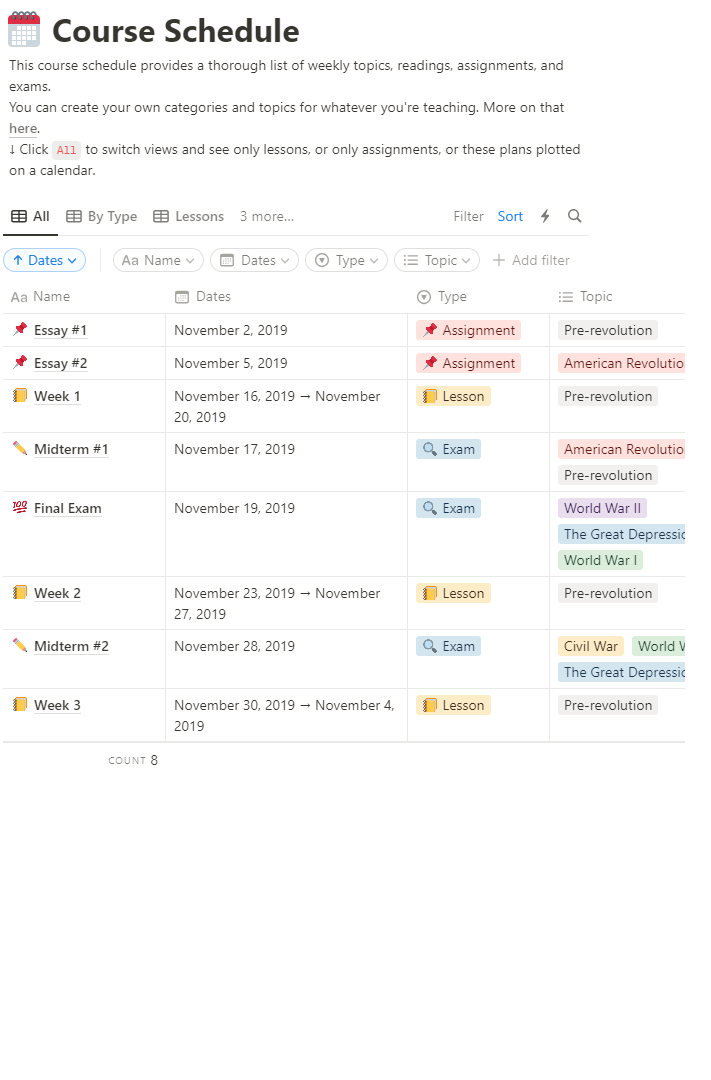 Course Schedule
This course schedule provides a thorough list of weekly topics, readings, assignments, and
exams.
You can create your own categories and topics for whatever you're teaching. More on that
here.
↓ Click All to switch views and see only lessons, or only assignments, or these plans plotted
on a calendar.
All By Type Lessons 3 more... Filter Sort
↑ Dates Aa Name Dates Type Topic + Add filter
Aa Name Dates Type Topic
Essay #1 November 2, 2019 Assignment Pre-revolution
Essay #2 November 5, 2019 Assignment American Revolutio
Week 1 November 16, 2019 → November Lesson Pre-revolution
20, 2019
Midterm #1 November 17, 2019 Exam American Revolutio
Pre-revolution
100 Final Exam November 19, 2019 Exam World War II
The Great Depressic
World War I
Week 2 November 23, 2019 → November Lesson Pre-revolution
27, 2019
Midterm #2 November 28, 2019 Exam Civil War World W
The Great Depressic
Week 3 November 30, 2019 → November 4, Lesson Pre-revolution
2019
COUNT 8